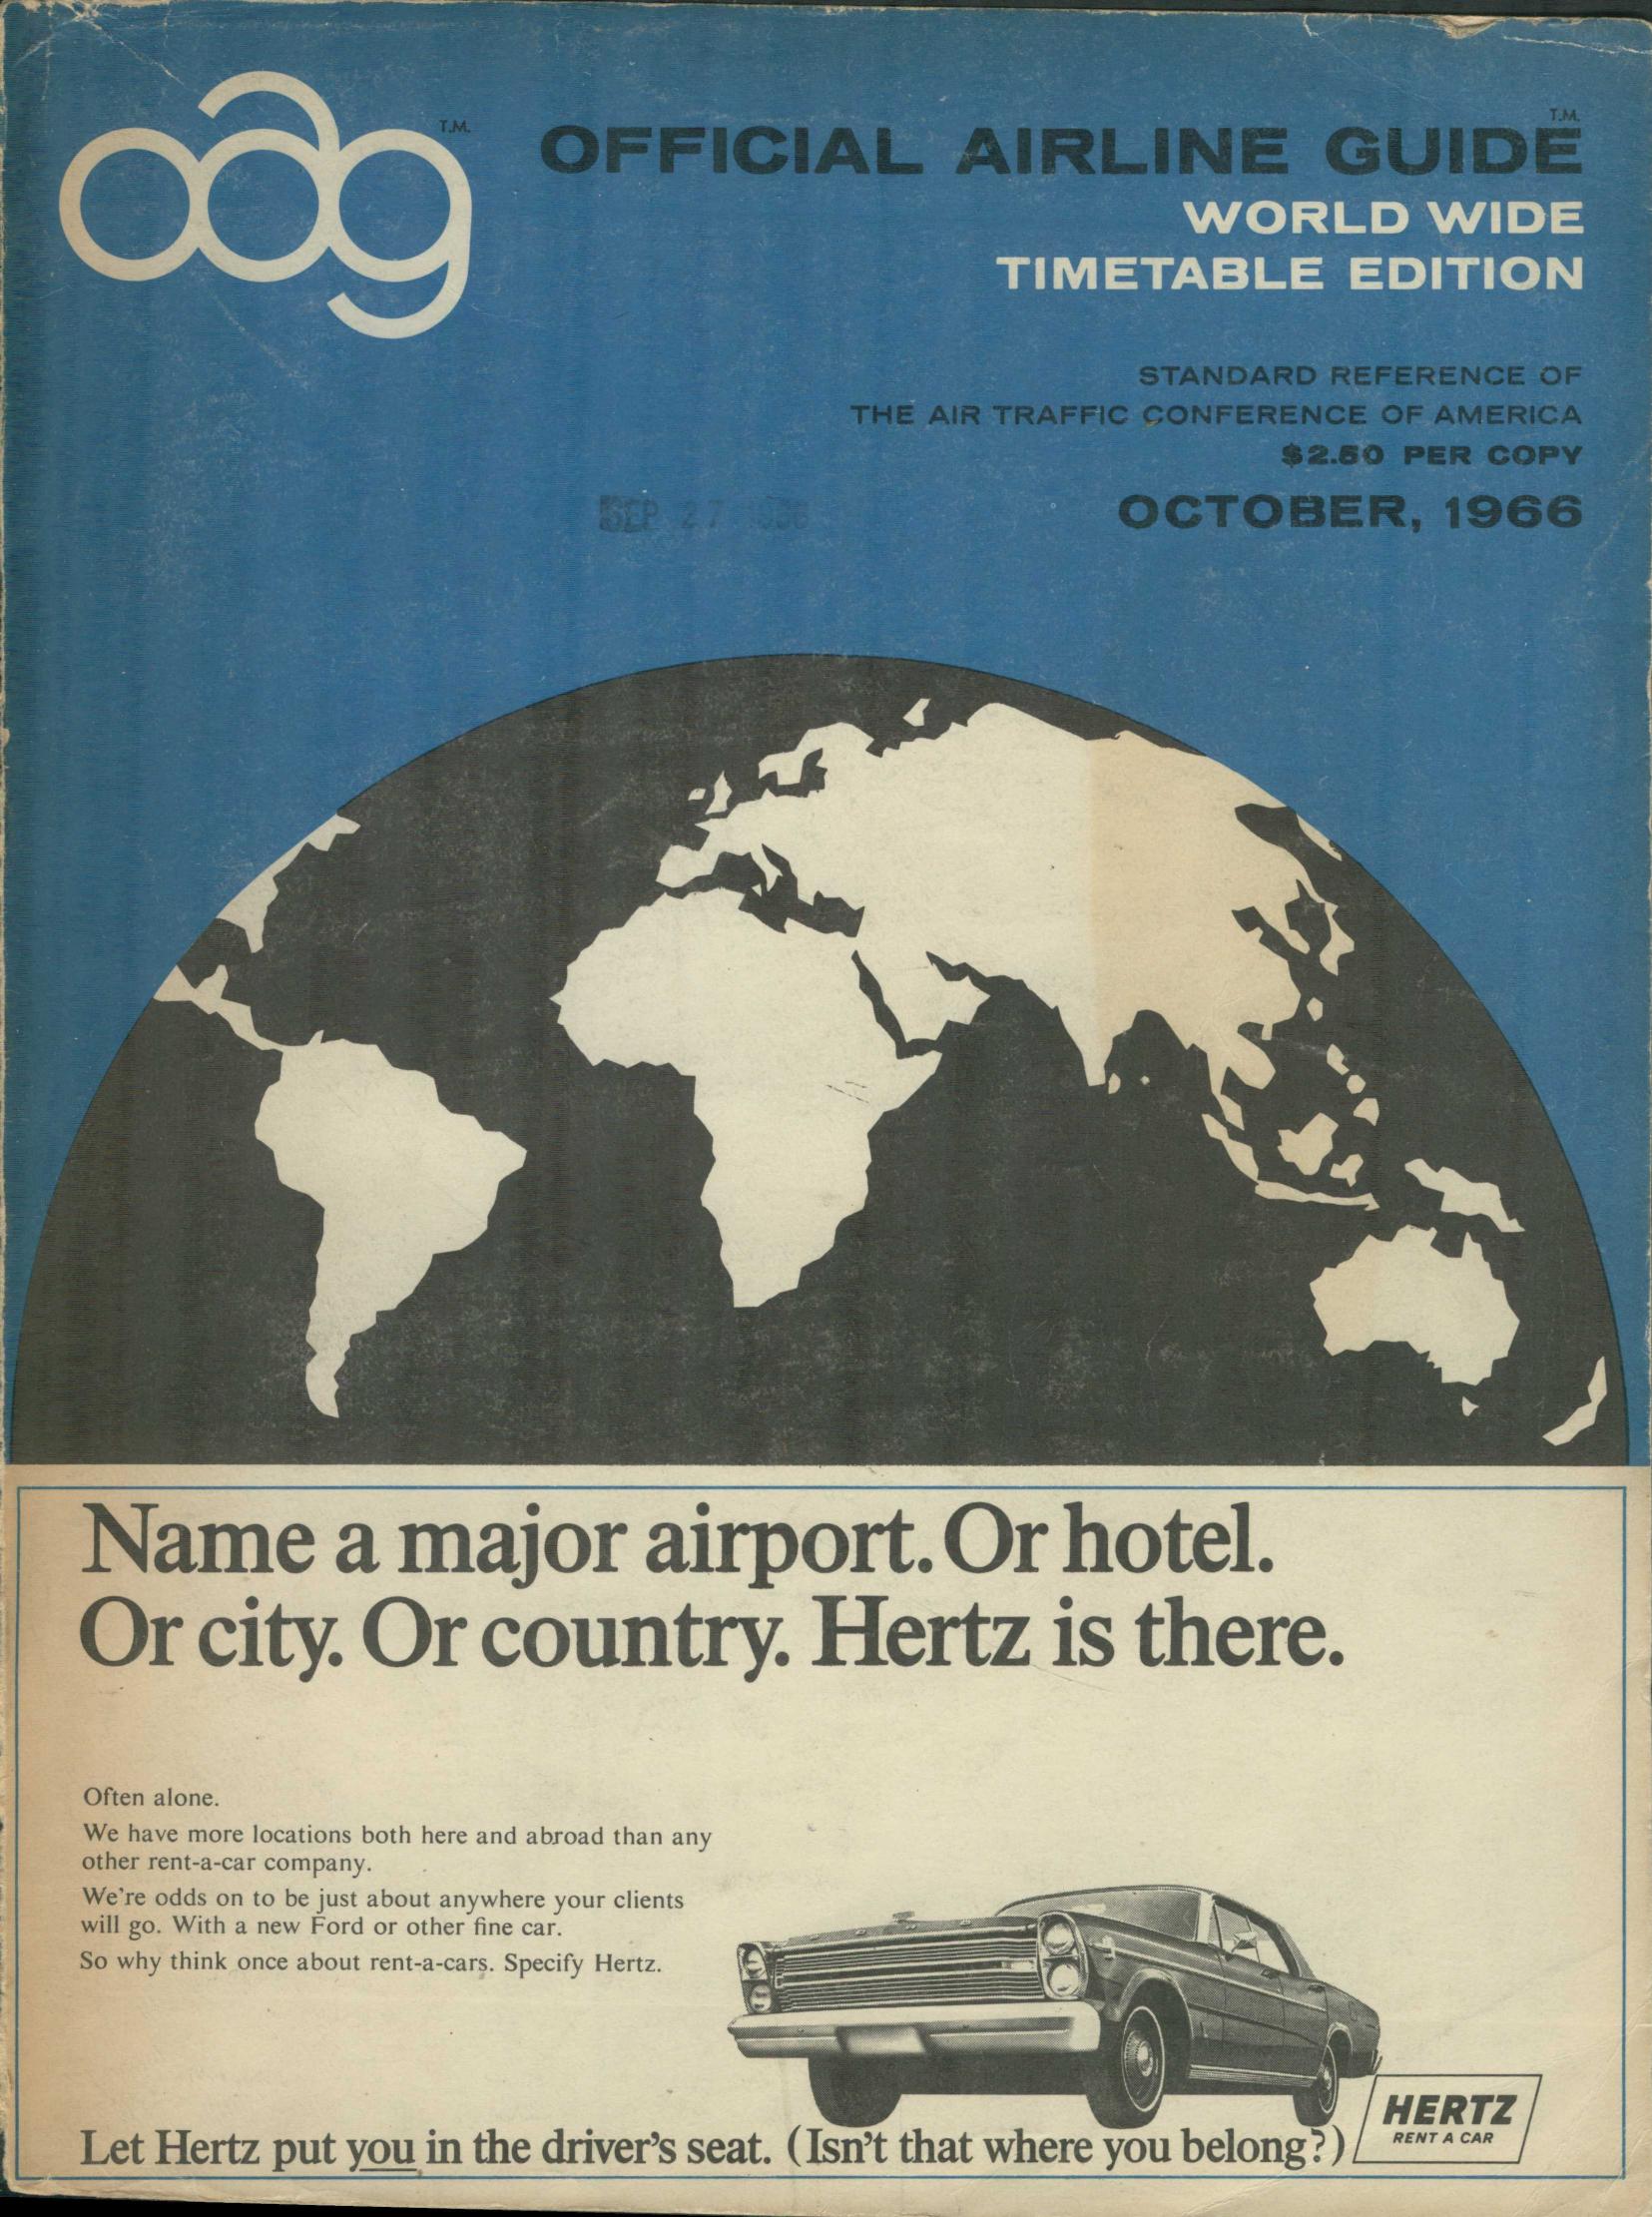 oag T.M.
OFFICIAL AIRLINE GUIDE T.M.
WORLD WIDE
TIMETABLE EDITION
STANDARD REFERENCE OF
THE AIR TRAFFIC CONFERENCE OF AMERICA
$2.50 PER COPY
SEP 27 1966
OCTOBER, 1966
Name a major airport. Or hotel.
Or city. Or country. Hertz is there.
Often alone.
We have more locations both here and abroad than any
other rent-a-car company.
We're odds on to be just about anywhere your clients
will go. With a new Ford or other fine car.
So why think once about rent-a-cars. Specify Hertz.
HERTZ
RENT A CAR
Let Hertz put you in the driver's seat. (Isn't that where you belong?)